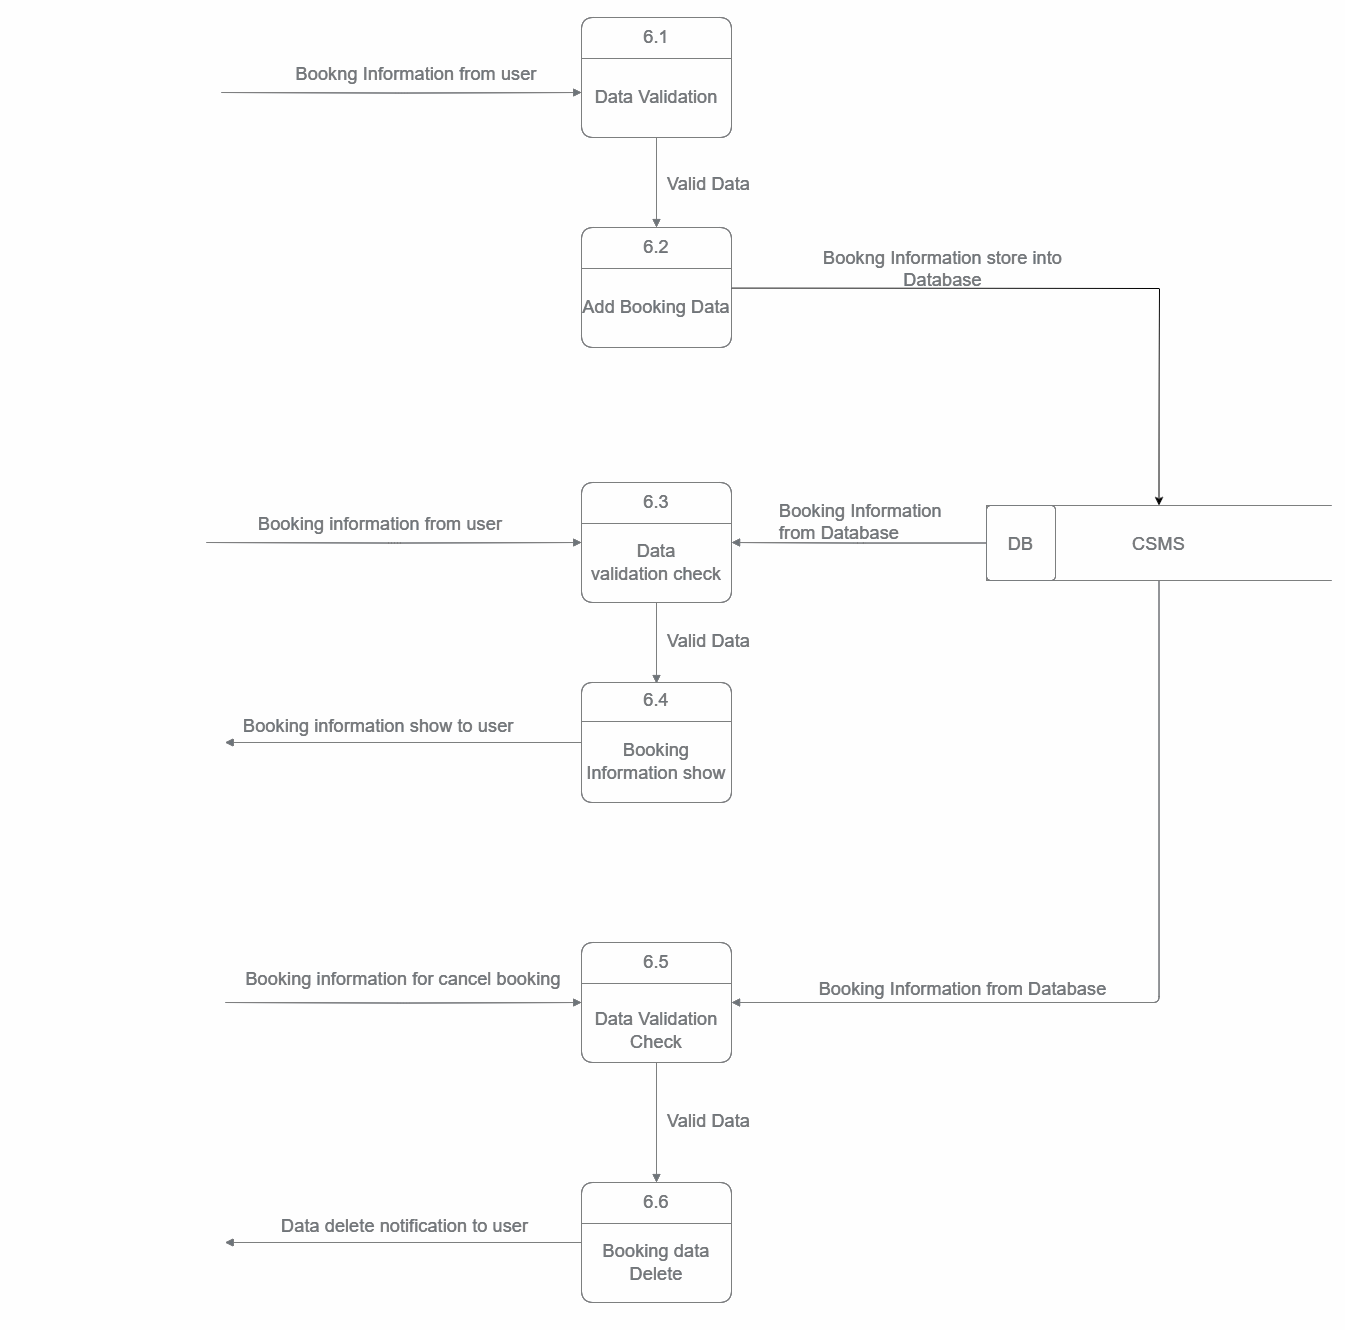 6.1
Bookng Information from user
Data Validation
Valid Data
6.2
Bookng Information store into
Database
Add Booking Data
6.3
Booking information from user
Booking Information
from Database
Data
validation check
DB
CSMS
Valid Data
6.4
Booking information show to user
Booking
Information show
6.5
Booking information for cancel booking
Booking Information from Database
Data Validation
Check
Valid Data
6.6
Data delete notification to user
Booking data
Delete